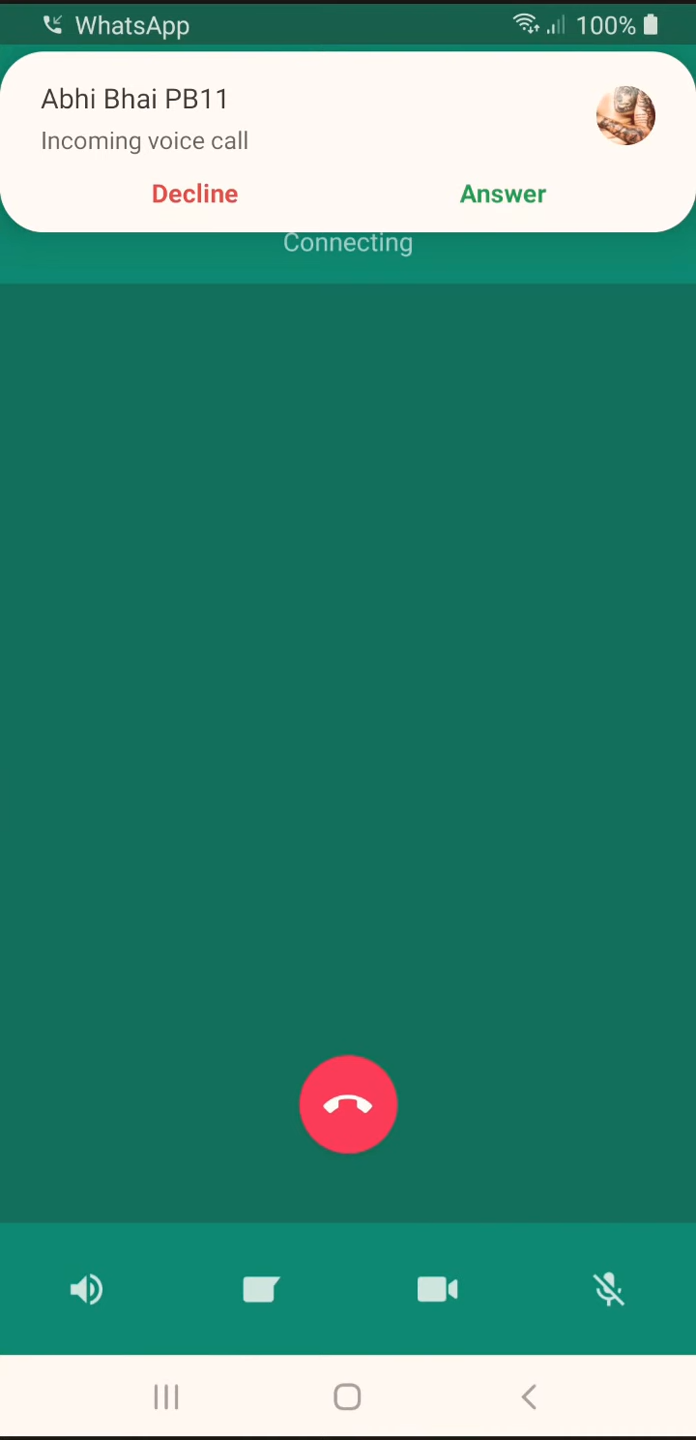 WhatsApp 100%
Abhi Bhai PB11
Incoming voice call
Decline Answer
Connecting